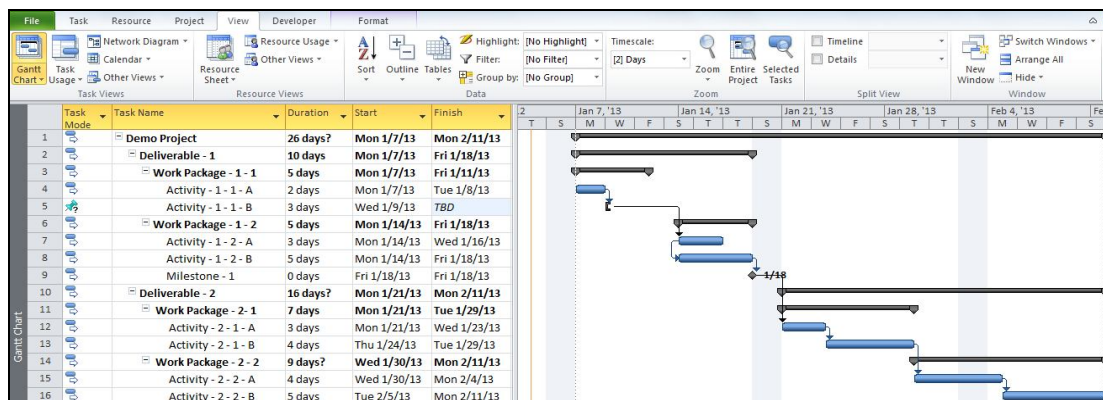 File Task Resource Project View Developer Format
Network Diagram Resource Usage Highlight: [No Highlight] Timescale: Timeline Switch Windows
Calendar Other Views Filter: [No Filter] [2] Days Details Arrange All
Gantt Chart Task Usage Other Views Resource Sheet Sort Outline Tables Group by: [No Group] Zoom Entire Project Selected Tasks New Window Hide
Task Views Resource Views Data Zoom Split View Window
Task Mode Task Name Duration Start Finish 2 Jan 7, '13 Jan 14, '13 Jan 21, '13 Jan 28, '13 Feb 4, '13 Fe
T S M W F S T T S M W F S T T S M W F S
1 Demo Project 26 days? Mon 1/7/13 Mon 2/11/13
2 Deliverable - 1 10 days Mon 1/7/13 Fri 1/18/13
3 Work Package - 1 - 1 5 days Mon 1/7/13 Fri 1/11/13
4 Activity - 1 - 1 - A 2 days Mon 1/7/13 Tue 1/8/13
5 Activity - 1 - 1 - B 3 days Wed 1/9/13 TBD
6 Work Package - 1 - 2 5 days Mon 1/14/13 Fri 1/18/13
7 Activity - 1 - 2 - A 3 days Mon 1/14/13 Wed 1/16/13
8 Activity - 1 - 2 - B 5 days Mon 1/14/13 Fri 1/18/13
9 Milestone - 1 0 days Fri 1/18/13 Fri 1/18/13 1/18
10 Deliverable - 2 16 days? Mon 1/21/13 Mon 2/11/13
11 Work Package - 2- 1 7 days Mon 1/21/13 Tue 1/29/13
12 Activity - 2 - 1 - A 3 days Mon 1/21/13 Wed 1/23/13
13 Activity - 2 - 1 - B 4 days Thu 1/24/13 Tue 1/29/13
14 Work Package - 2 - 2 9 days? Wed 1/30/13 Mon 2/11/13
15 Activity - 2 - 2 - A 4 days Wed 1/30/13 Mon 2/4/13
16 Activity - 2 - 2 - B 5 days Tue 2/5/13 Mon 2/11/13
Gantt Chart